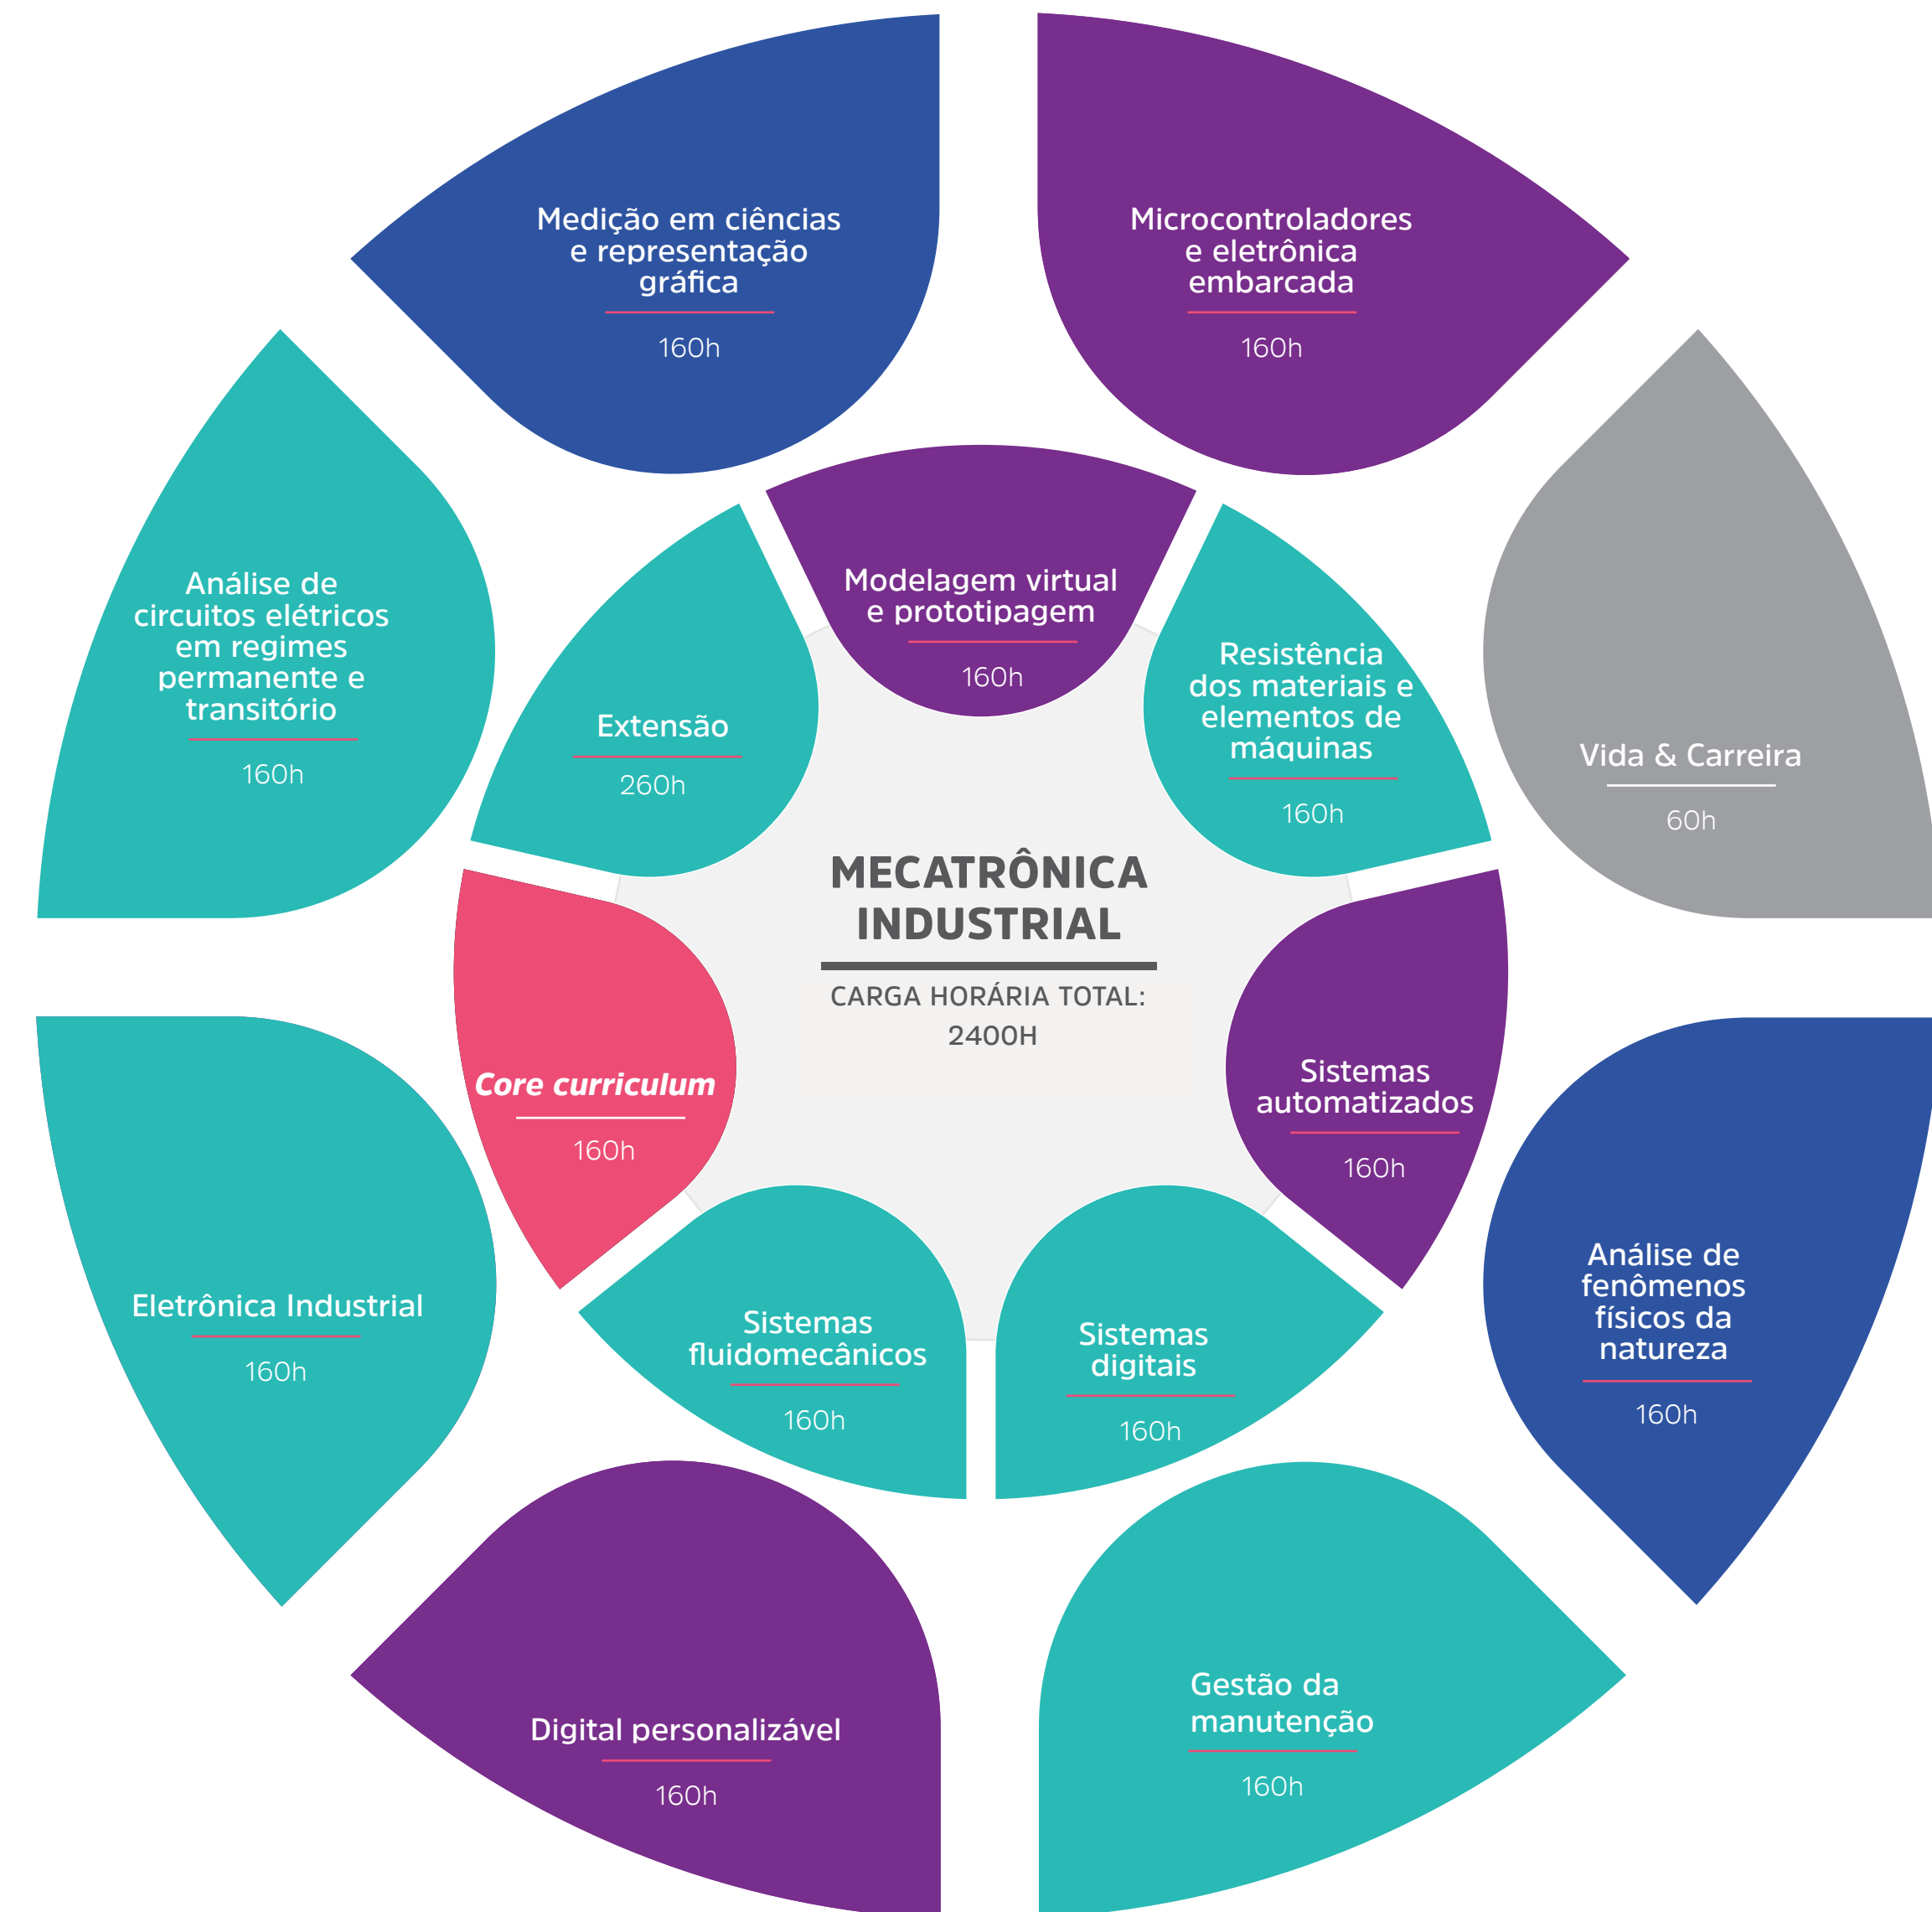 Medição em ciências
e representação
gráfica
160h
Microcontroladores
e eletrônica
embarcada
160h
Análise de
circuitos elétricos
em regimes
permanente e
transitório
160h
Extensão
260h
Modelagem virtual
e prototipagem
160h
Resistência
dos materiais e
elementos de
máquinas
160h
Vida & Carreira
60h
MECATRÔNICA
INDUSTRIAL
CARGA HORÁRIA TOTAL:
2400H
Core curriculum
160h
Sistemas
automatizados
160h
Eletrônica Industrial
160h
Sistemas
fluidomecânicos
160h
Sistemas
digitais
160h
Análise de
fenômenos
físicos da
natureza
160h
Digital personalizável
160h
Gestão da
manutenção
160h